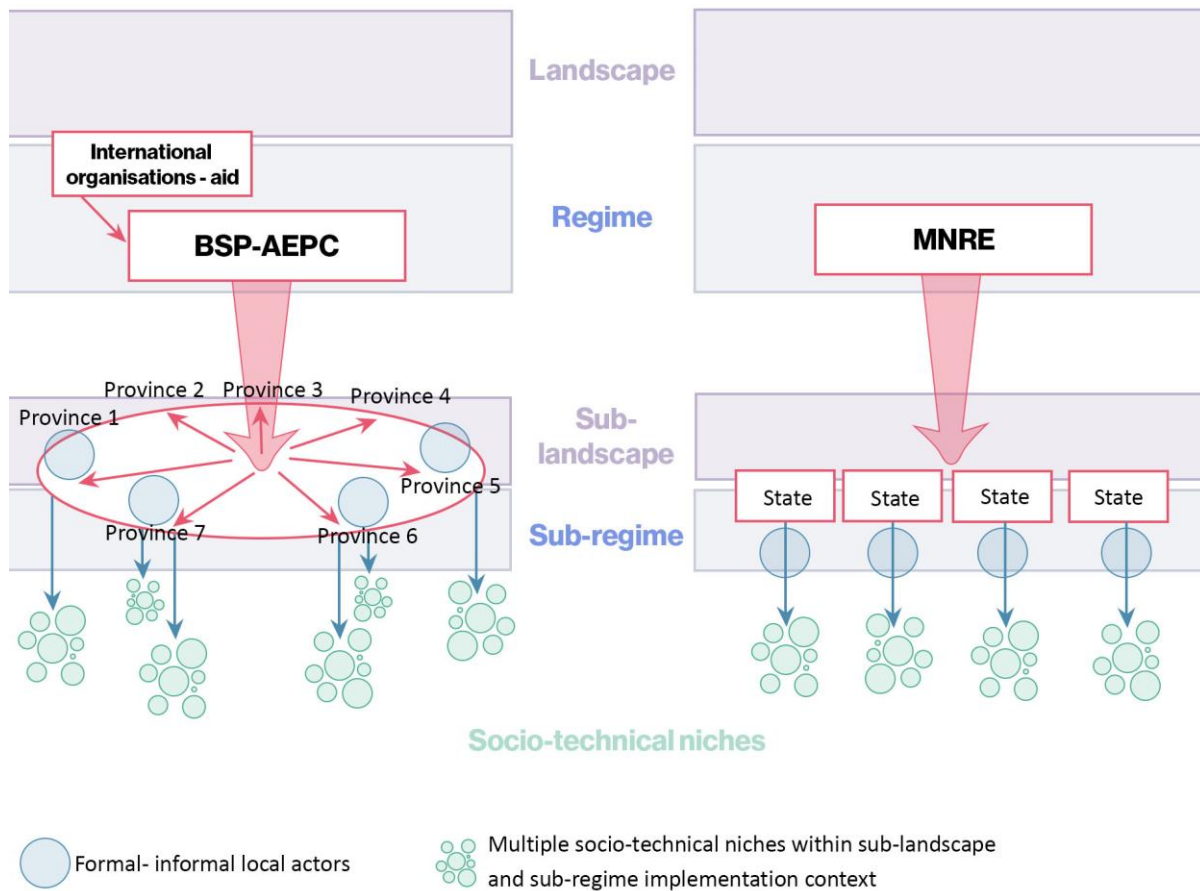 Landscape
International
organisations - aid
Regime
BSP-AEPC
MNRE
Province 2
Province 3
Province 4
Province 1
Sub-
landscape
Province 5
State
State
State
State
Province 7
Province 6
Sub-regime
Socio-technical niches
Formal- informal local actors
Multiple socio-technical niches within sub-landscape
and sub-regime implementation context